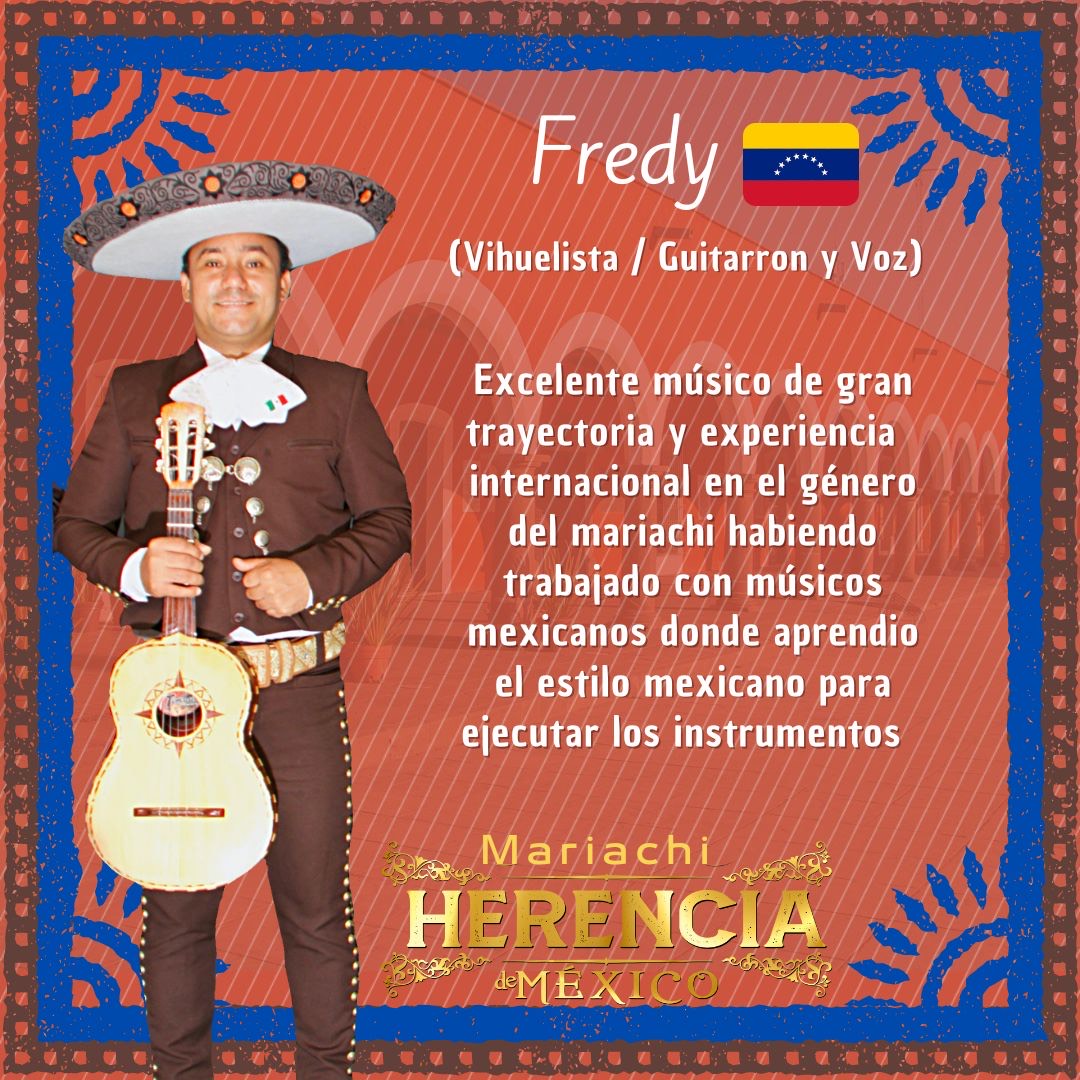 Fredy
(Vihuelista / Guitarron y Voz)
Excelente músico de gran
trayectoria y experiencia
internacional en el género
del mariachi habiendo
trabajado con músicos
mexicanos donde aprendio
el estilo mexicano para
ejecutar los instrumentos
Mariachi
HERENCIA
de MÉXICO